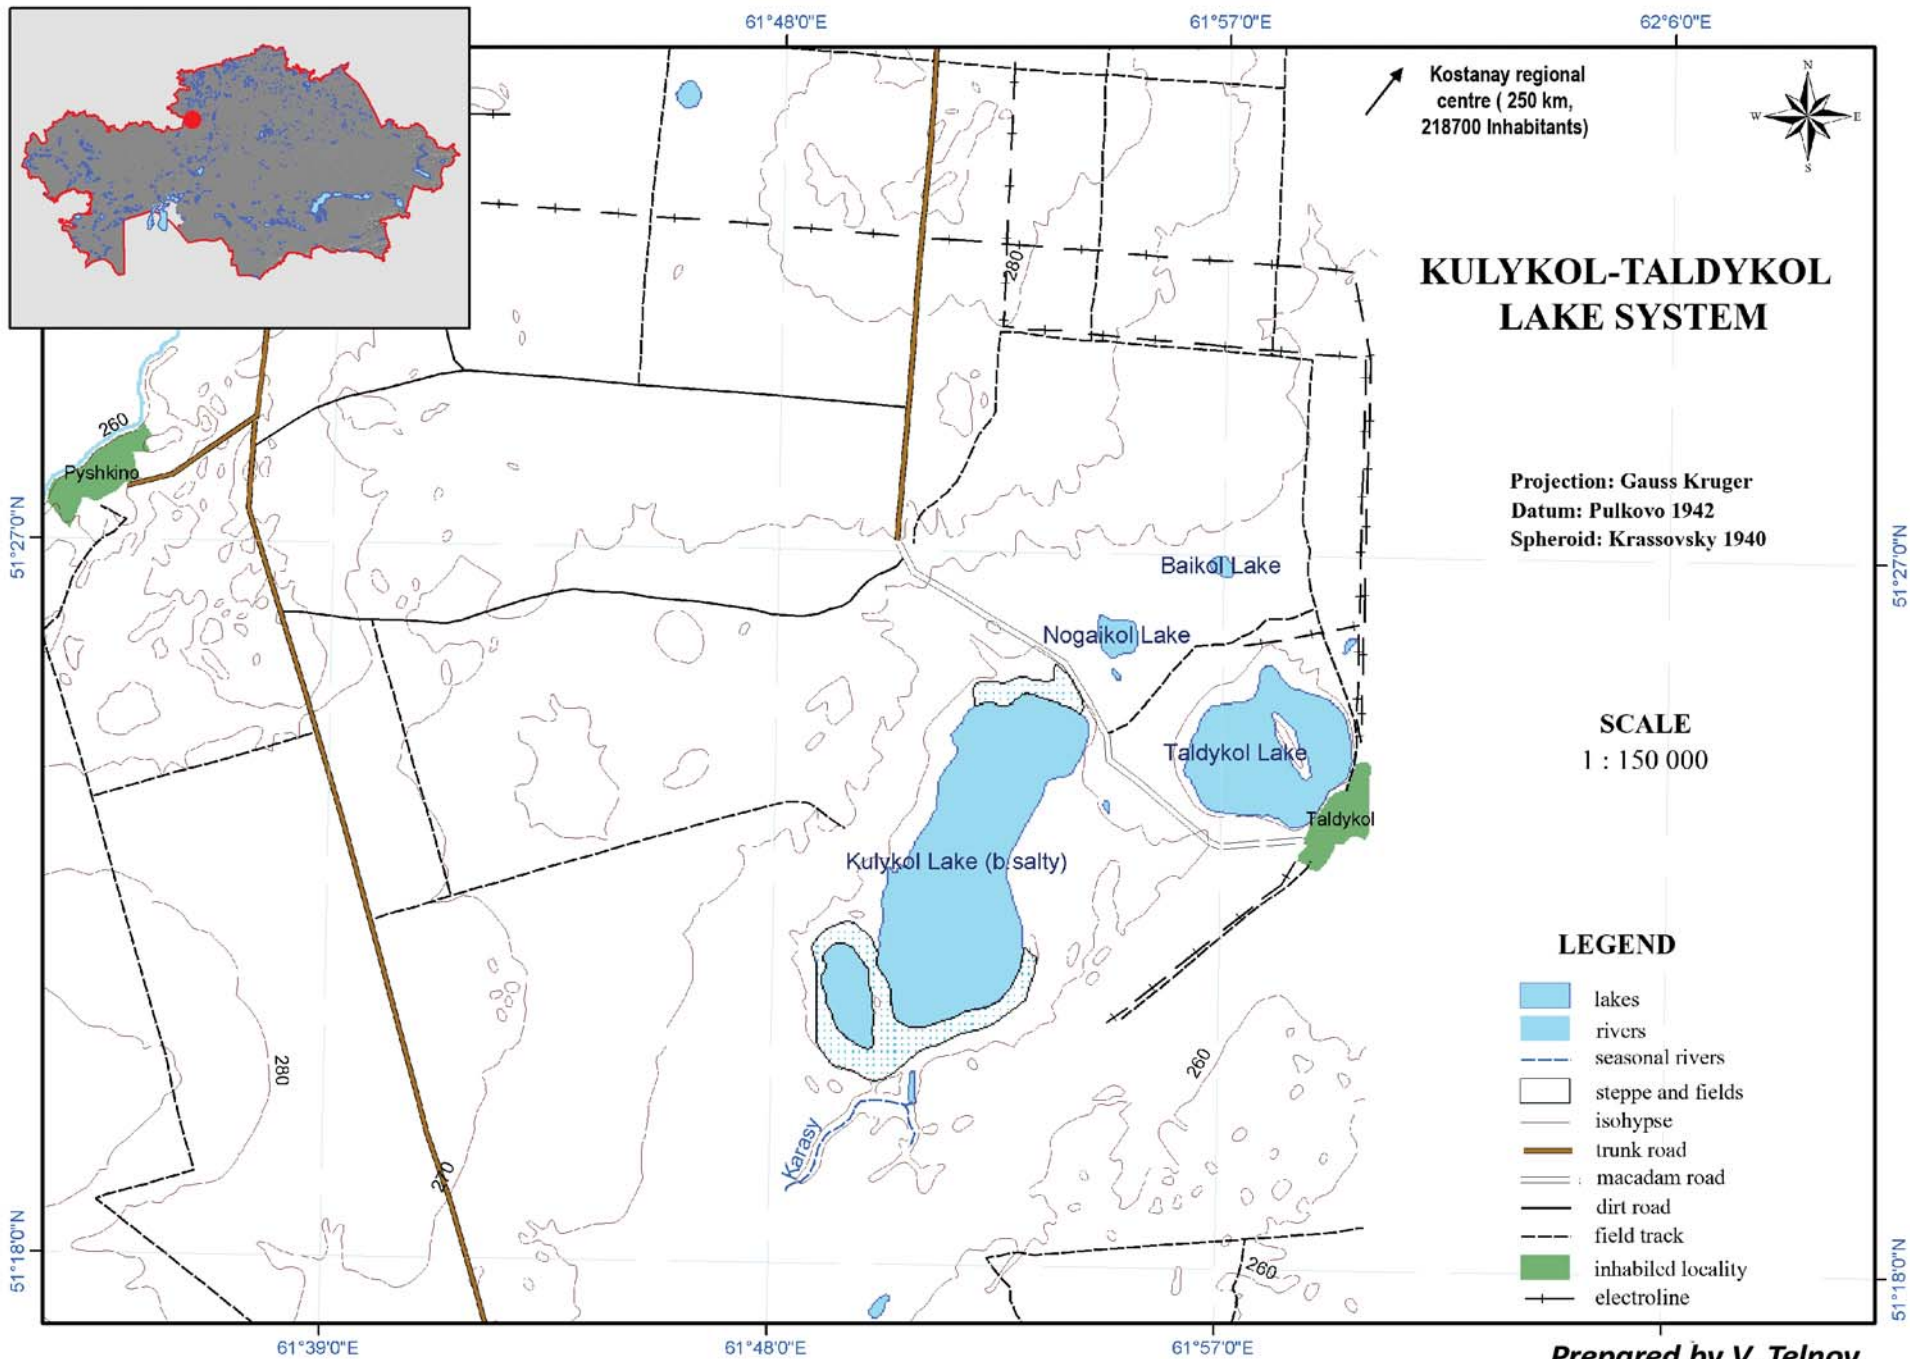 61°48'0"E
61°57'0"E
62°6'0"E
Kostanay regional
centre ( 250 km,
218700 Inhabitants)
N
W
E
S
KULYKOL-TALDYKOL
LAKE SYSTEM
280
260
Pyshkino
Projection: Gauss Kruger
Datum: Pulkovo 1942
Spheroid: Krassovsky 1940
51°27'0"N
51°27'0"N
Baikol Lake
Nogaikol Lake
SCALE
1 : 150 000
Taldykol Lake
Taldykol
Kulykol Lake (b.salty)
LEGEND
lakes
rivers
seasonal rivers
steppe and fields
isohypse
trunk road
macadam road
dirt road
field track
inhabited locality
electroline
280
260
Karasy
270
260
51°18'0"N
51°18'0"N
61°39'0"E
61°48'0"E
61°57'0"E
Prepared by V. Telnov